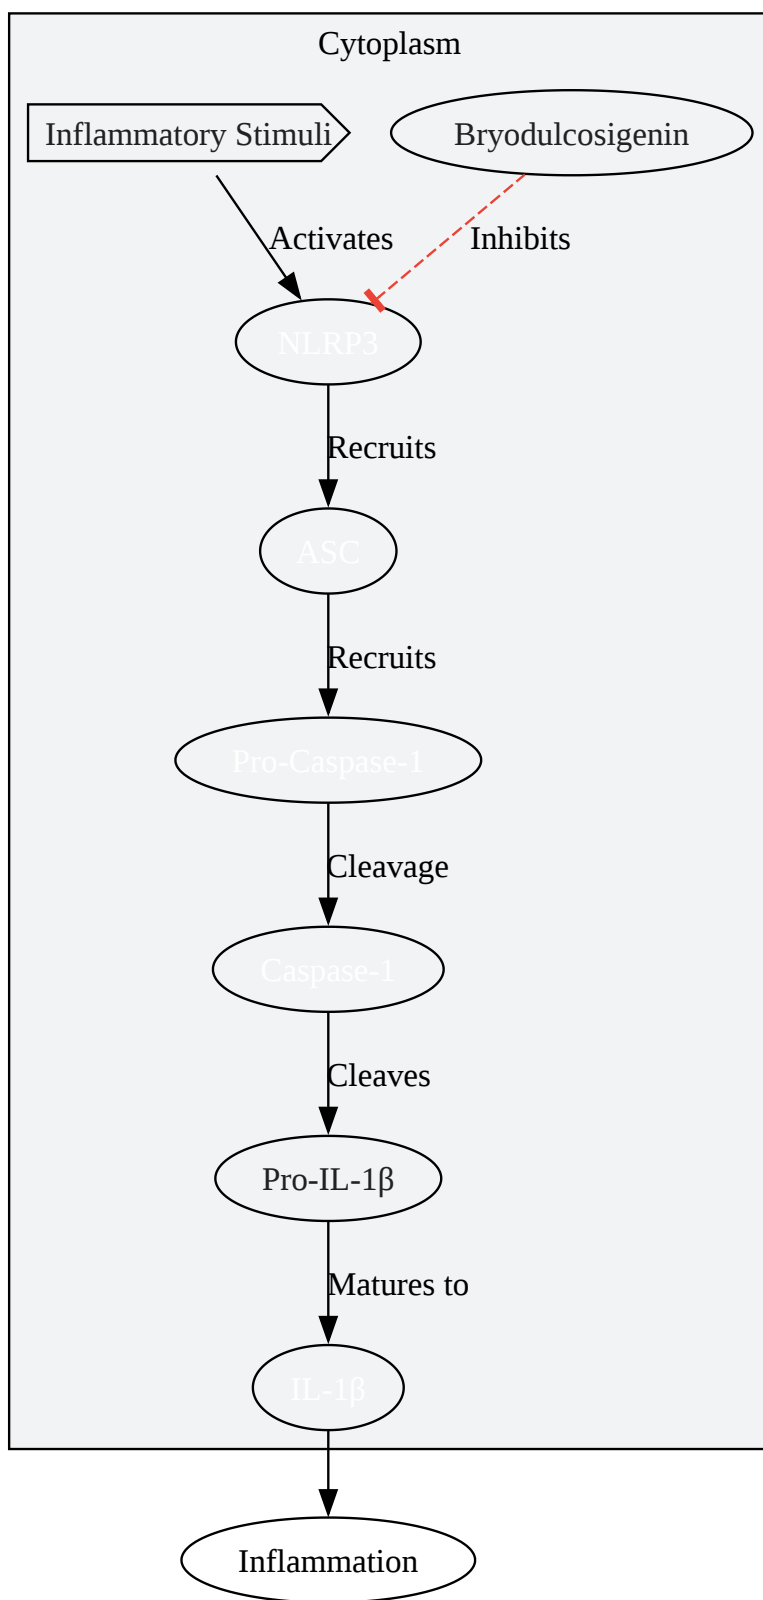 Cytoplasm
Inflammatory Stimuli
Bryodulcosigenin
Activates
Inhibits
NLRP3
Recruits
ASC
Recruits
Pro-Caspase-1
Cleavage
Caspase-1
Cleaves
Pro-IL-1β
Matures to
IL-1β
Inflammation